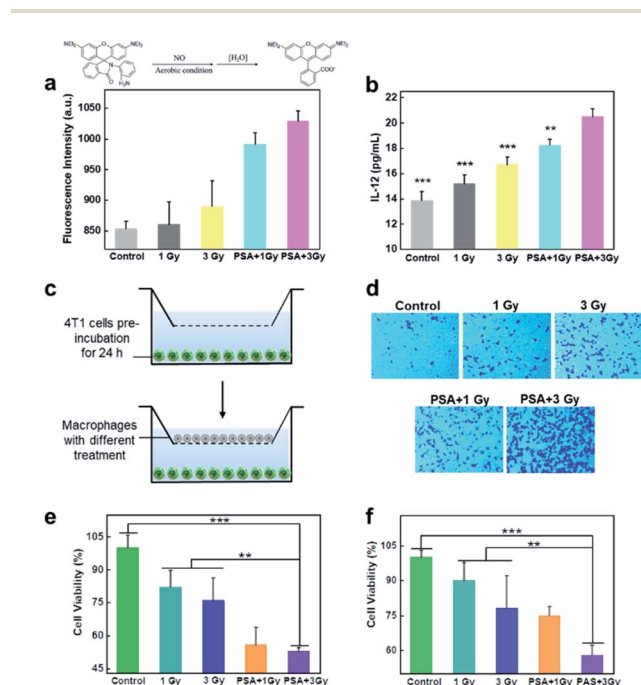 NEt₂ O NEt₂
N
O H₂N
NO
Aerobic condition
[H₂O]
NEt₂ O NEt₂
COO⁻
a
Fluorescence Intensity (a.u.)
1050
1000
950
900
850
Control 1 Gy 3 Gy PSA+1Gy PSA+3Gy
b
IL-12 (pg/mL)
22
20
18
16
14
12
*** *** *** **
Control 1 Gy 3 Gy PSA+1Gy PSA+3Gy
c
4T1 cells pre-
incubation
for 24 h
Macrophages
with different
treatment
d
Control 1 Gy 3 Gy
PSA+1 Gy PSA+3 Gy
e
Cell Viability (%)
105
90
75
60
45
***
**
Control 1 Gy 3 Gy PSA+1Gy PSA+3Gy
f
Cell Viability (%)
105
90
75
60
***
**
Control 1 Gy 3 Gy PSA+1Gy PAS+3Gy